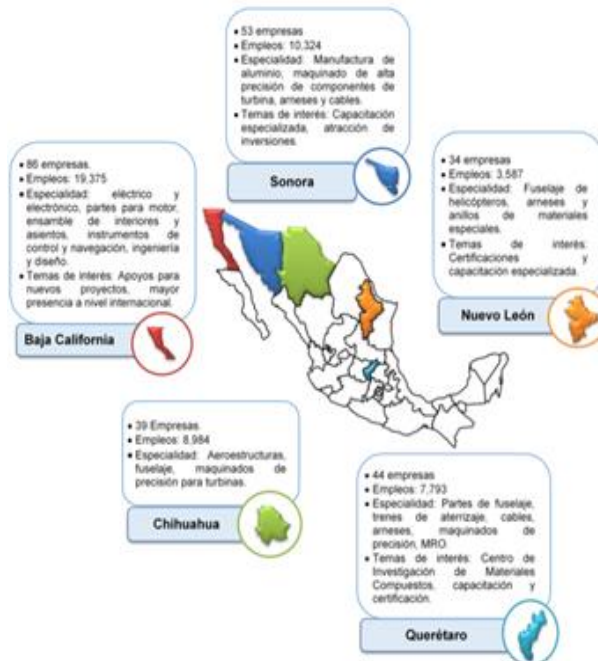 • 53 empresas
• Empleos: 10,324
• Especialidad: Manufactura de
aluminio; maquinado de alta
precisión de componentes de
turbina, arneses y cables.
• Temas de interés: Capacitación
especializada, atracción de
inversiones.
Sonora
• 86 empresas.
• Empleos: 19,375
• Especialidad: eléctrico y
electrónico, partes para motor,
ensamble de interiores y
asientos, instrumentos de
control y navegación, ingeniería
y diseño.
• Temas de interés: Apoyos para
nuevos proyectos, mayor
presencia a nivel internacional.
Baja California
• 34 empresas
• Empleos: 3,587
• Especialidad: Fuselaje de
helicópteros, arneses y
anillos de materiales
especiales.
• Temas de interés:
Certificaciones y
capacitación especializada.
Nuevo León
• 39 Empresas
• Empleos: 8,984
• Especialidad: Aeroestructuras,
fuselaje, maquinados de
precisión para turbinas.
Chihuahua
• 44 empresas
• Empleos: 7,793
• Especialidad: Partes de fuselaje,
trenes de aterrizaje, cables,
arneses, maquinados de
precisión, MRO
• Temas de interés: Centro de
Investigación de Materiales
Compuestos, capacitación y
certificación.
Querétaro